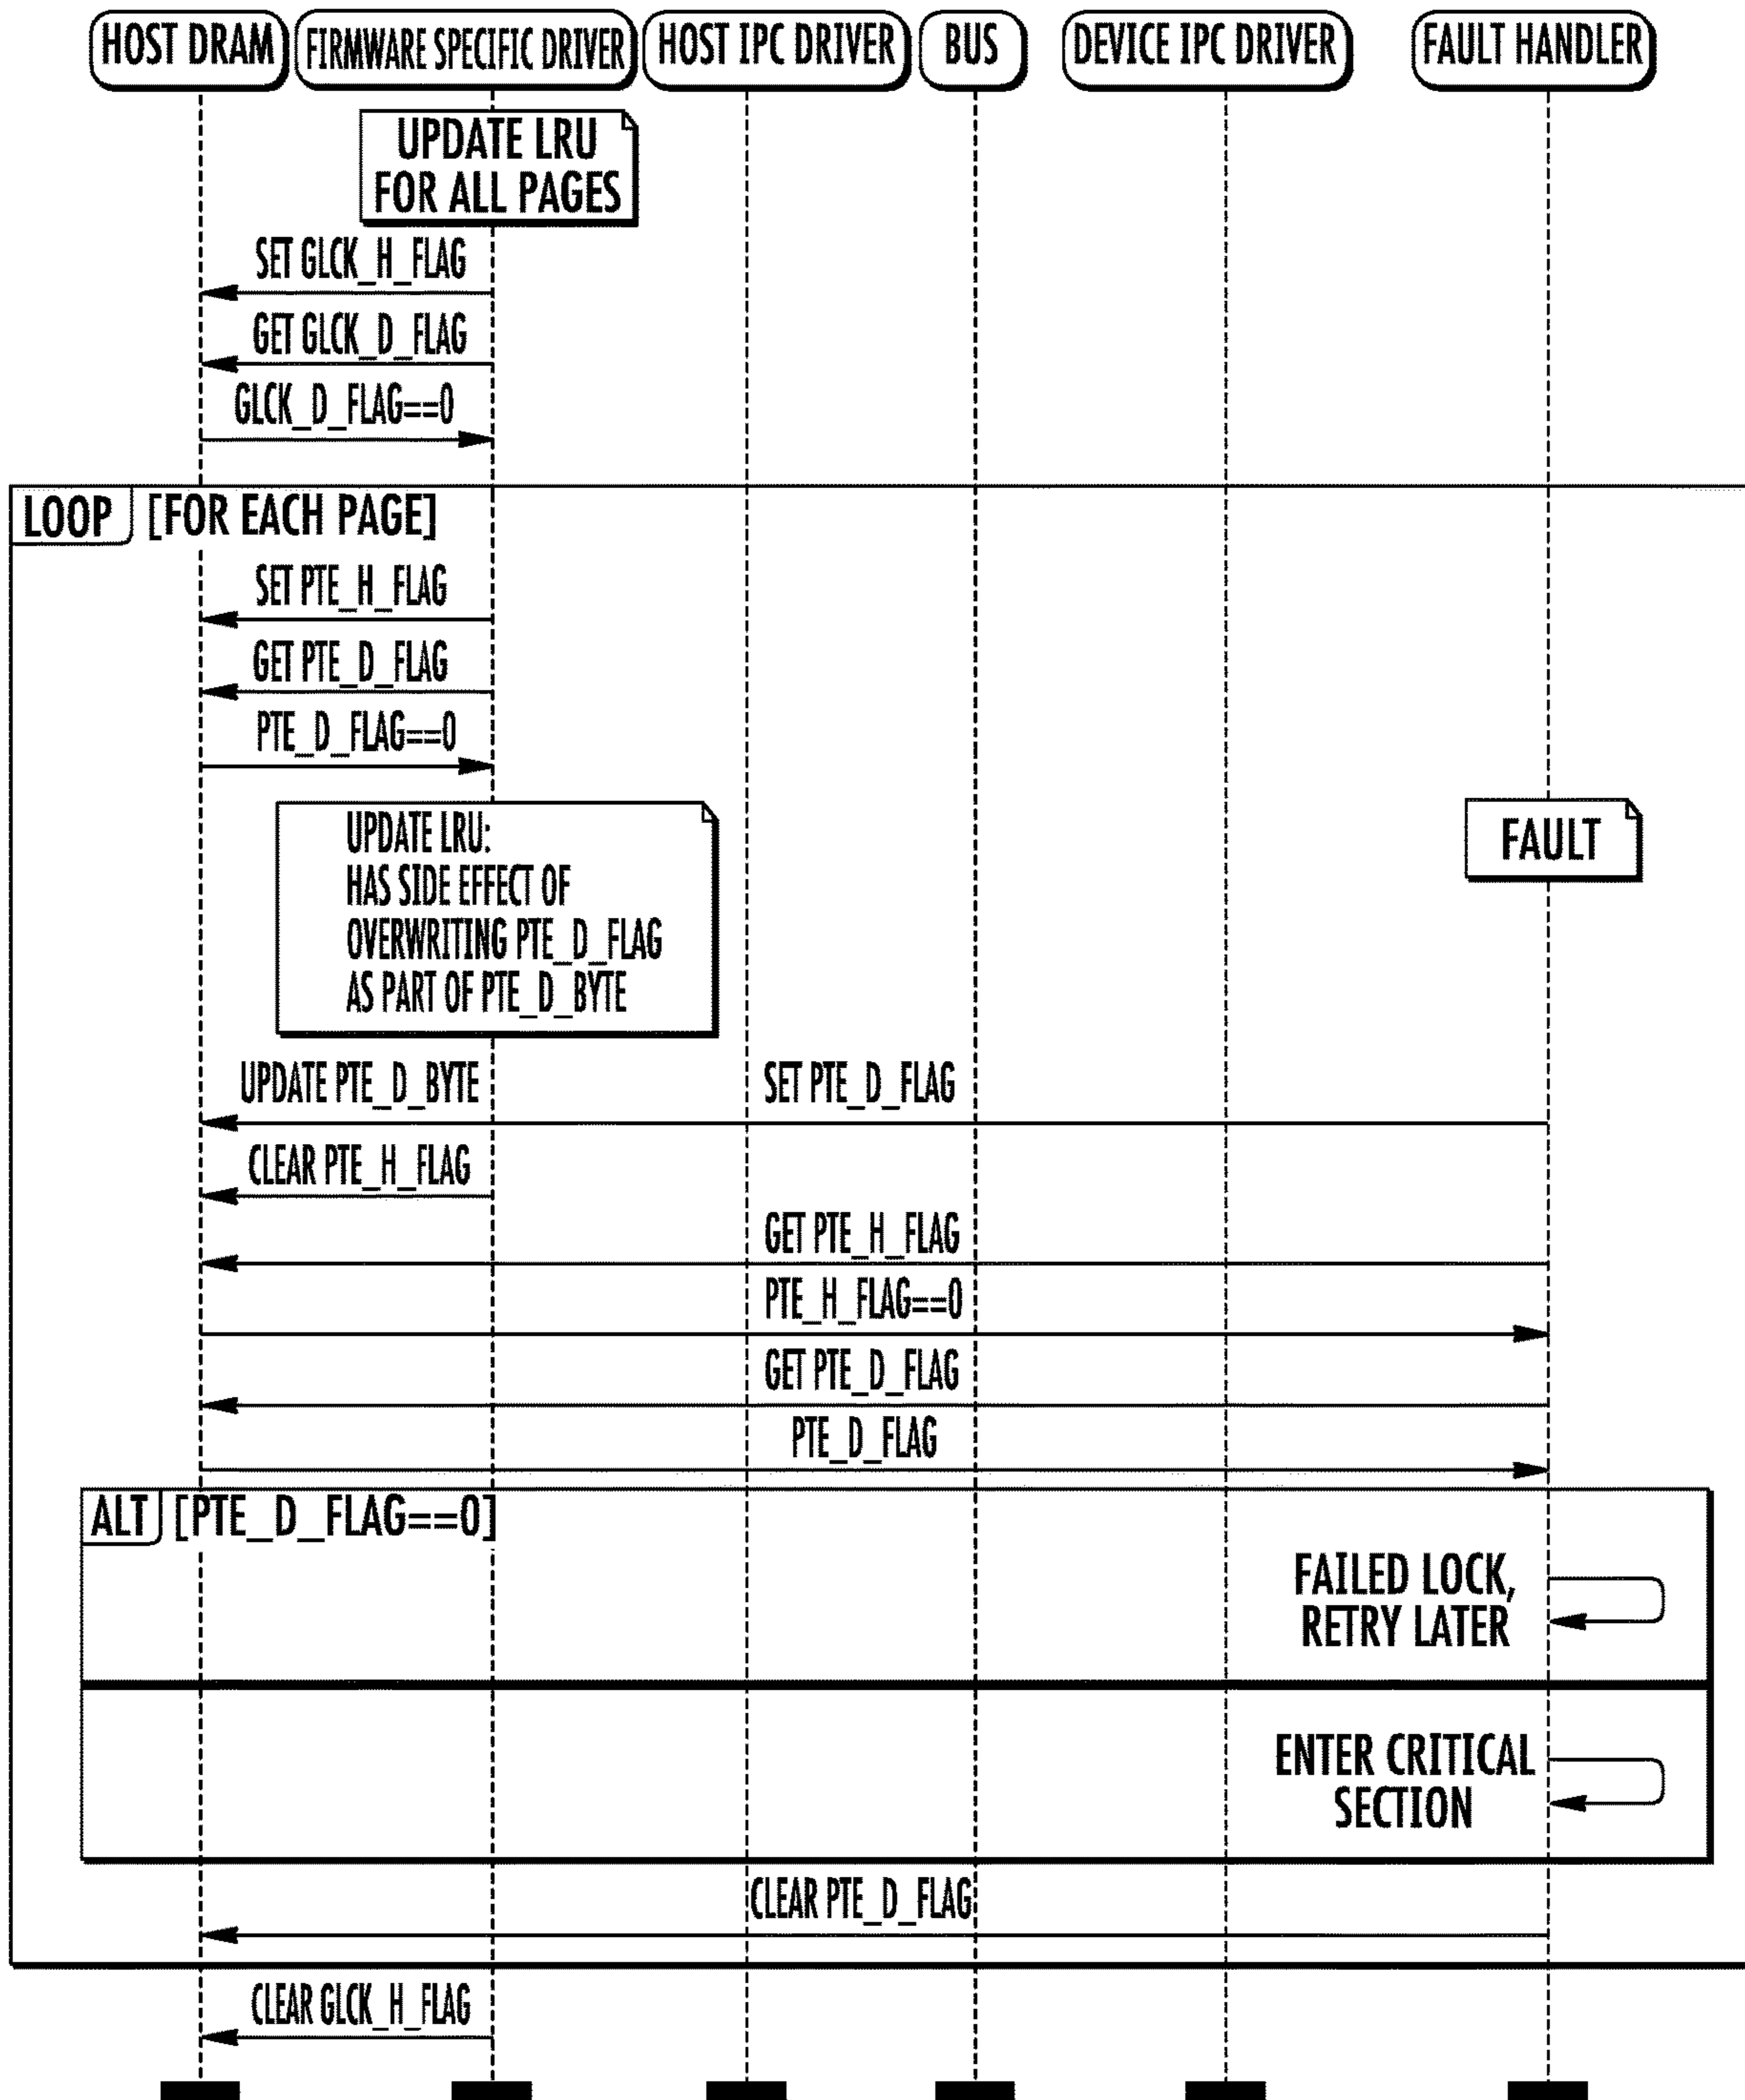 HOST DRAM
FIRMWARE SPECIFIC DRIVER
HOST IPC DRIVER
BUS
DEVICE IPC DRIVER
FAULT HANDLER
UPDATE LRU
FOR ALL PAGES
SET GLCK_H_FLAG
GET GLCK_D_FLAG
GLCK_D_FLAG==0
LOOP [FOR EACH PAGE]
SET PTE_H_FLAG
GET PTE_D_FLAG
PTE_D_FLAG==0
UPDATE LRU:
HAS SIDE EFFECT OF
OVERWRITING PTE_D_FLAG
AS PART OF PTE_D_BYTE
FAULT
UPDATE PTE_D_BYTE
SET PTE_D_FLAG
CLEAR PTE_H_FLAG
GET PTE_H_FLAG
PTE_H_FLAG==0
GET PTE_D_FLAG
PTE_D_FLAG
ALT [PTE_D_FLAG==0]
FAILED LOCK,
RETRY LATER
ENTER CRITICAL
SECTION
CLEAR PTE_D_FLAG
CLEAR GLCK_H_FLAG